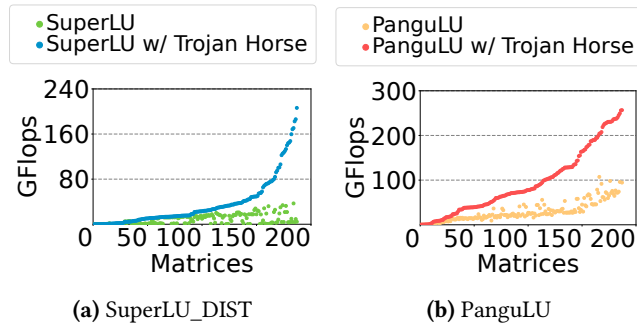 SuperLU
SuperLU w/ Trojan Horse
PanguLU
PanguLU w/ Trojan Horse
240
160
80
0
GFlops
0 50 100 150 200
Matrices
300
200
100
0
GFlops
0 50 100 150 200
Matrices
(a) SuperLU_DIST
(b) PanguLU